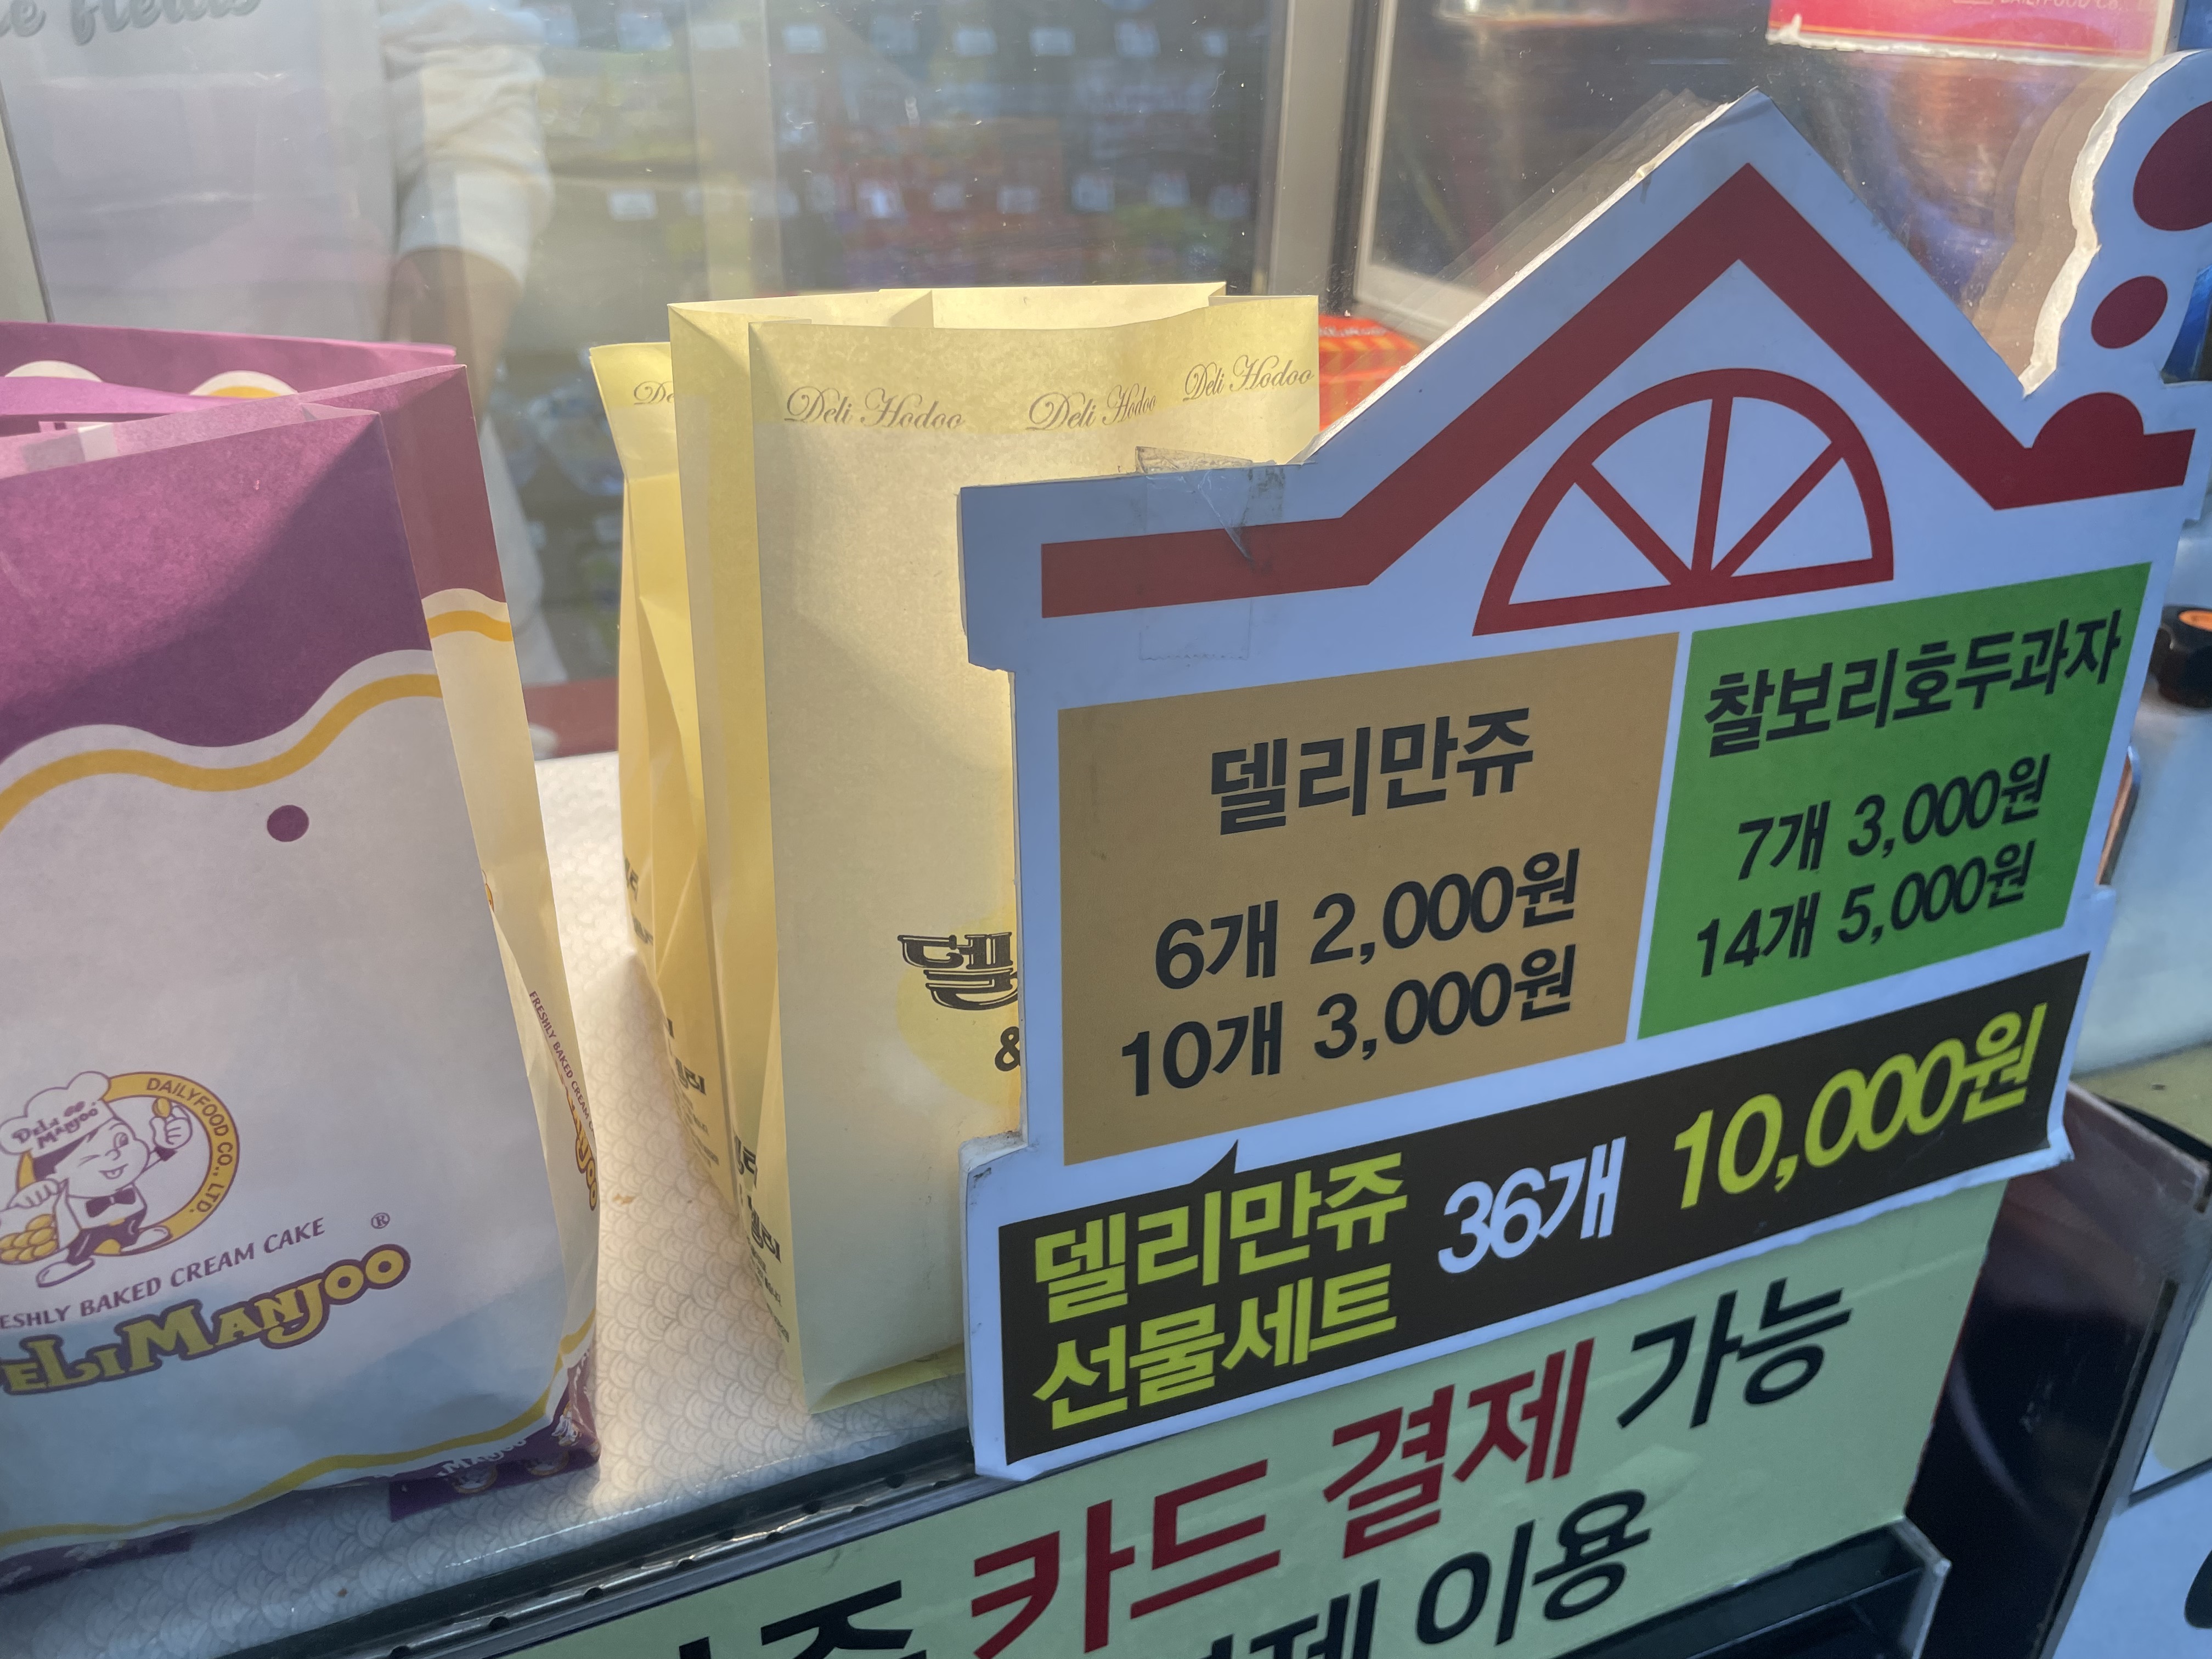 Deli Hodoo
Deli Hodoo
Deli Hodoo
DAILYFOOD CO., LTD.
Deli Manjoo
BAKED CREAM CAKE
®
FRESHLY BAKED CREAM
&
델리만쥬
6개 2,000원
10개 3,000원
찰보리호두과자
7개 3,000원
14개 5,000원
델리만쥬
선물세트
36개 10,000원
카드 결제 가능
이용